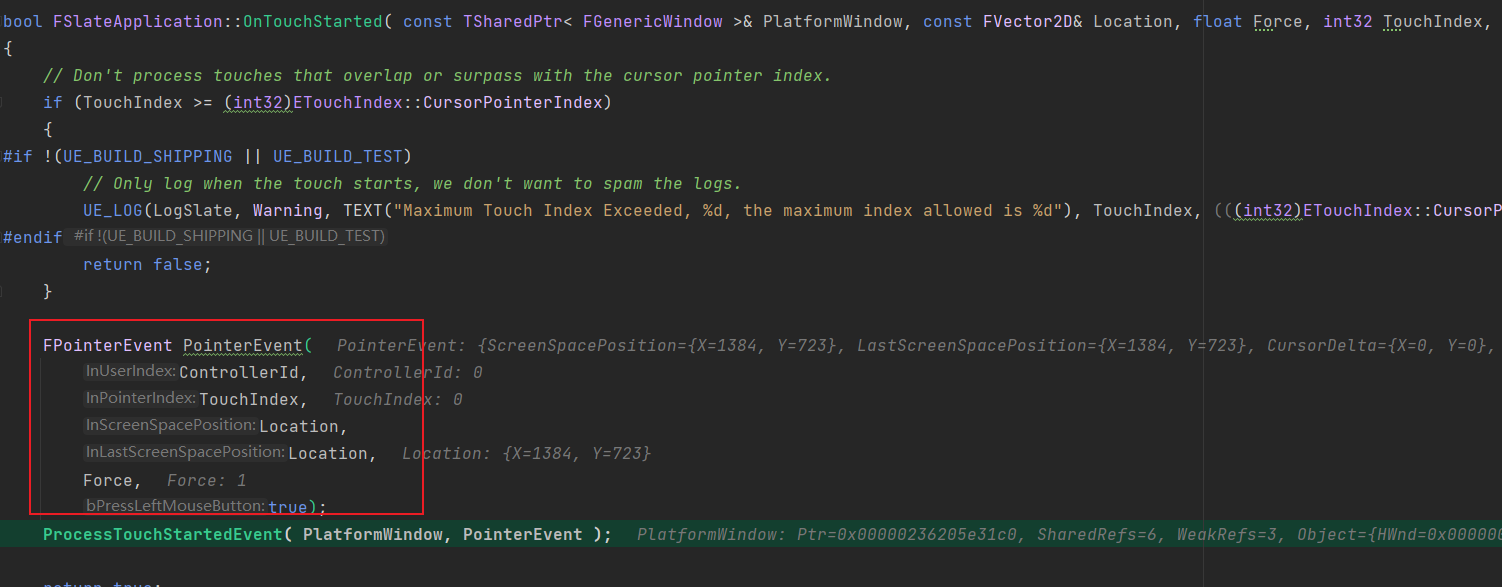 bool FSlateApplication::OnTouchStarted( const TSharedPtr< FGenericWindow >& PlatformWindow, const FVector2D& Location, float Force, int32 TouchIndex,
{
// Don't process touches that overlap or surpass with the cursor pointer index.
if (TouchIndex >= (int32)ETouchIndex::CursorPointerIndex)
{
#if !(UE_BUILD_SHIPPING || UE_BUILD_TEST)
// Only log when the touch starts, we don't want to spam the logs.
UE_LOG(LogSlate, Warning, TEXT("Maximum Touch Index Exceeded, %d, the maximum index allowed is %d"), TouchIndex, (((int32)ETouchIndex::CursorP
#endif #if !(UE_BUILD_SHIPPING || UE_BUILD_TEST)
return false;
}
FPointerEvent PointerEvent( PointerEvent: {ScreenSpacePosition={X=1384, Y=723}, LastScreenSpacePosition={X=1384, Y=723}, CursorDelta={X=0, Y=0},
InUserIndex: ControllerId, ControllerId: 0
InPointerIndex: TouchIndex, TouchIndex: 0
InScreenSpacePosition: Location,
InLastScreenSpacePosition: Location, Location: {X=1384, Y=723}
Force, Force: 1
bPressLeftMouseButton: true);
ProcessTouchStartedEvent( PlatformWindow, PointerEvent ); PlatformWindow: Ptr=0x00000236205e31c0, SharedRefs=6, WeakRefs=3, Object={HWnd=0x000000
return true;